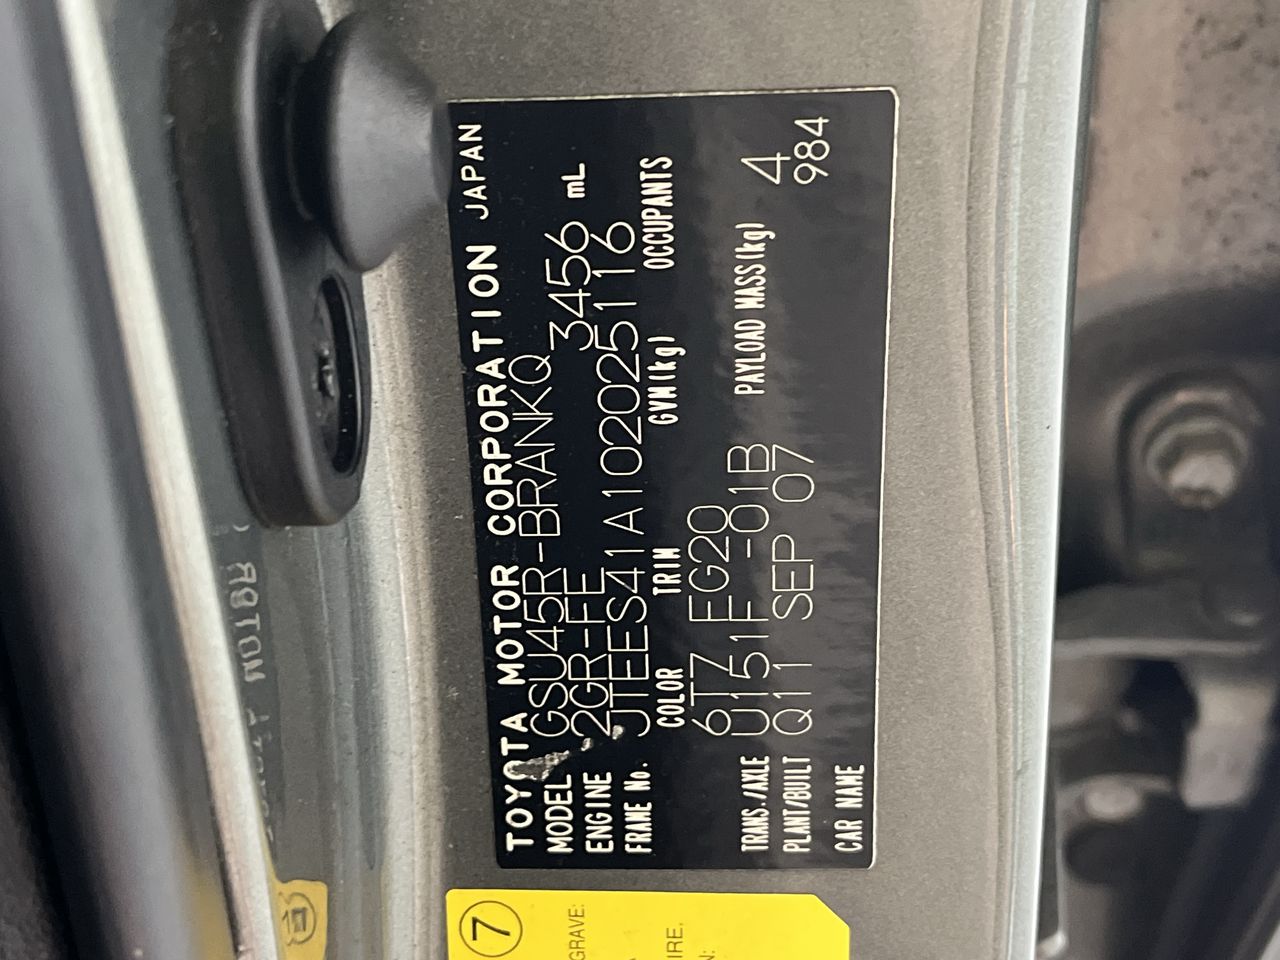 TOYOTA MOTOR CORPORATION JAPAN
MODEL GSU45R-BRANKQ
ENGINE 2GR-FE 3456 mL
FRAME No. JTEES41A102025116
COLOR TRIM GVM(kg) OCCUPANTS
6T7 FG20
TRANS./AXLE U151F -01B PAYLOAD MASS(kg) 4
PLANT/BUILT Q11 SEP 07 984
CAR NAME
7
GRAVE:
IRE.
N: